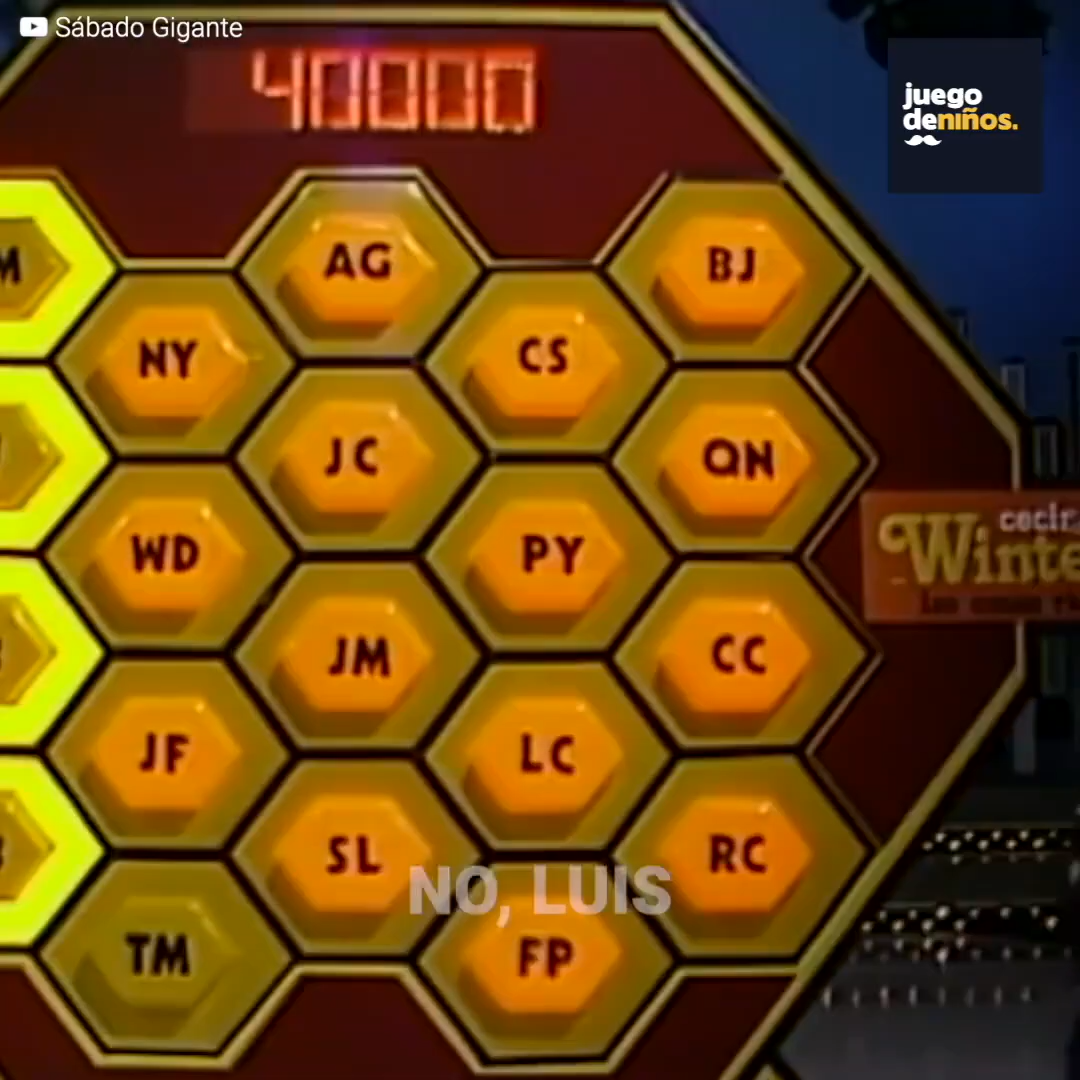 Sábado Gigante
40000
juego
deniños.
AG
BJ
NY
CS
JC
QN
WD
PY
JM
CC
JF
LC
SL
RC
NO, LUIS
TM
FP